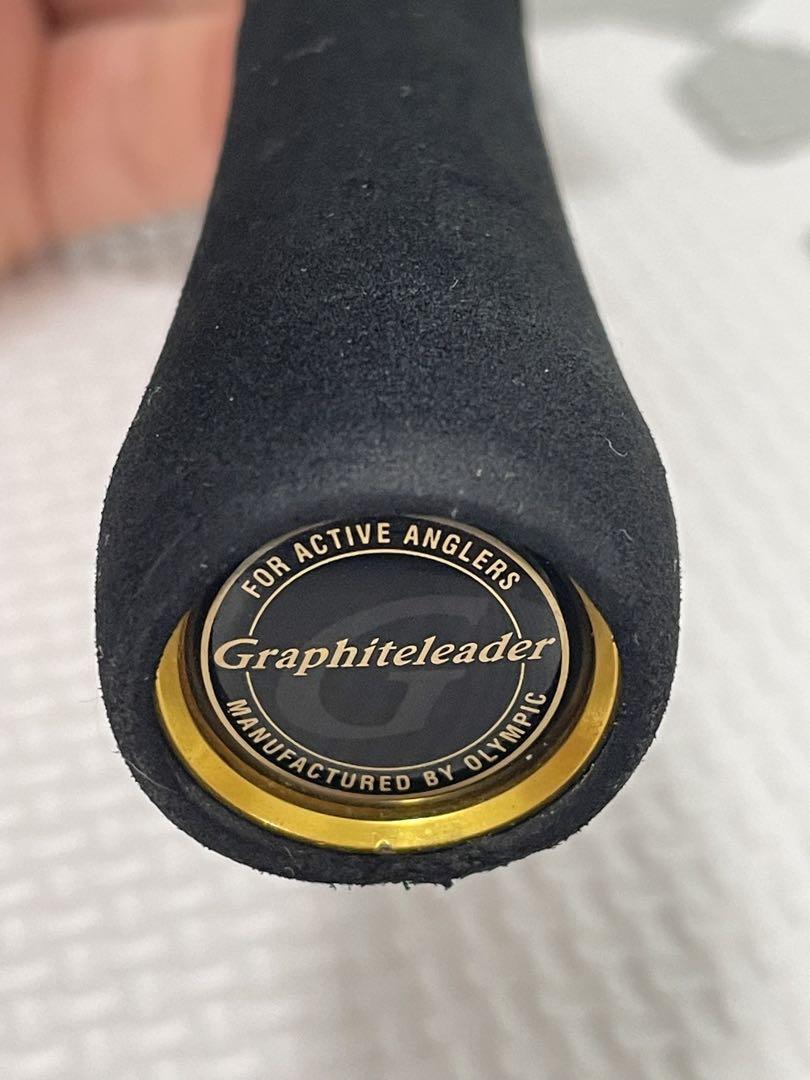 FOR ACTIVE ANGLERS
Graphiteleader
MANUFACTURED BY OLYMPIC